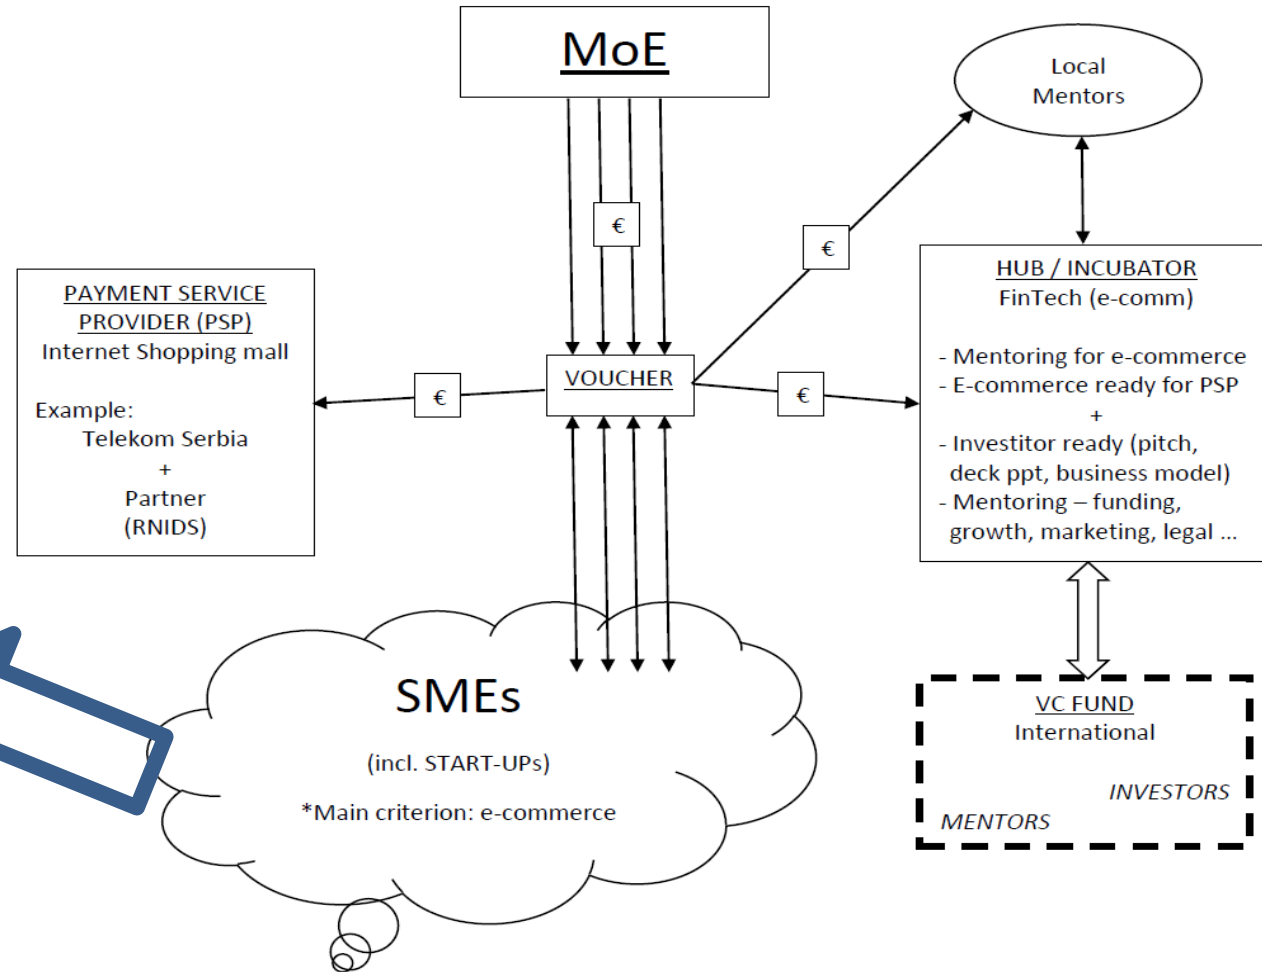 MoE
Local
Mentors
€
€
HUB / INCUBATOR
FinTech (e-comm)
- Mentoring for e-commerce
- E-commerce ready for PSP
+
- Investitor ready (pitch,
deck ppt, business model)
- Mentoring – funding,
growth, marketing, legal ...
PAYMENT SERVICE
PROVIDER (PSP)
Internet Shopping mall
Example:
Telekom Serbia
+
Partner
(RNIDS)
€
VOUCHER
€
SMEs
(incl. START-UPs)
*Main criterion: e-commerce
VC FUND
International
INVESTORS
MENTORS